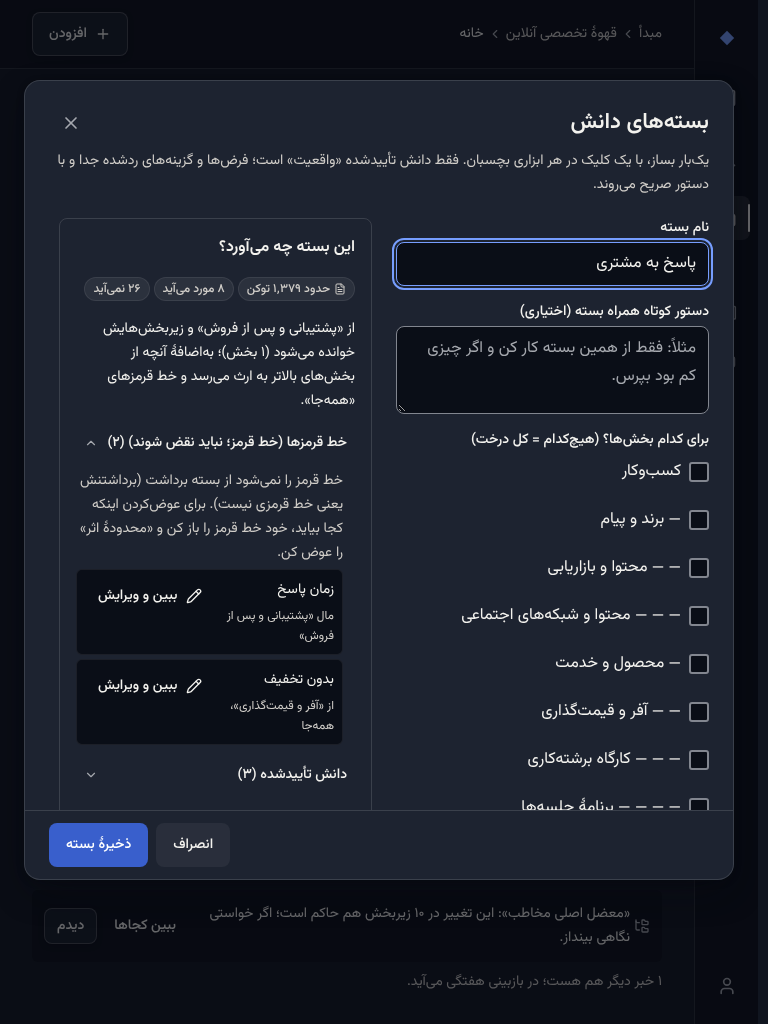 مبدأ › قهوهٔ تخصصی آنلاین › خانه
افزودن
بسته‌های دانش
یک‌بار بساز، با یک کلیک در هر ابزاری بچسبان. فقط دانش تأییدشده «واقعیت» است؛ فرض‌ها و گزینه‌های ردشده جدا و با
دستور صریح می‌روند.
نام بسته
پاسخ به مشتری
دستور کوتاه همراه بسته (اختیاری)
مثلاً: فقط از همین بسته کار کن و اگر چیزی
کم بود بپرس.
برای کدام بخش‌ها؟ (هیچ‌کدام = کل درخت)
کسب‌وکار
— برند و پیام
— — محتوا و بازاریابی
— — — محتوا و شبکه‌های اجتماعی
— محصول و خدمت
— — آفر و قیمت‌گذاری
— — — کارگاه برشته‌کاری
— — — — برنامهٔ جلسه‌ها
این بسته چه می‌آورد؟
حدود ۱٬۳۷۹ توکن
۸ مورد می‌آید
۲۶ نمی‌آید
از «پشتیبانی و پس از فروش» و زیربخش‌هایش
خوانده می‌شود (۱ بخش)؛ به‌اضافهٔ آنچه از
بخش‌های بالاتر به ارث می‌رسد و خط قرمزهای
«همه‌جا».
خط قرمزها (خط قرمز؛ نباید نقض شوند) (۲)
خط قرمز را نمی‌شود از بسته برداشت (برداشتنش
یعنی خط قرمزی نیست). برای عوض‌کردن اینکه
کجا بیاید، خود خط قرمز را باز کن و «محدودهٔ اثر»
را عوض کن.
زمان پاسخ
مال «پشتیبانی و پس از
فروش»
ببین و ویرایش
بدون تخفیف
از «آفر و قیمت‌گذاری»،
همه‌جا
ببین و ویرایش
دانش تأییدشده (۳)
انصراف
ذخیرهٔ بسته
«معضل اصلی مخاطب»: این تغییر در ۱۰ زیربخش هم حاکم است؛ اگر خواستی
نگاهی بینداز.
ببین کجاها
دیدم
۱ خبر دیگر هم هست؛ در بازبینی هفتگی می‌آید.